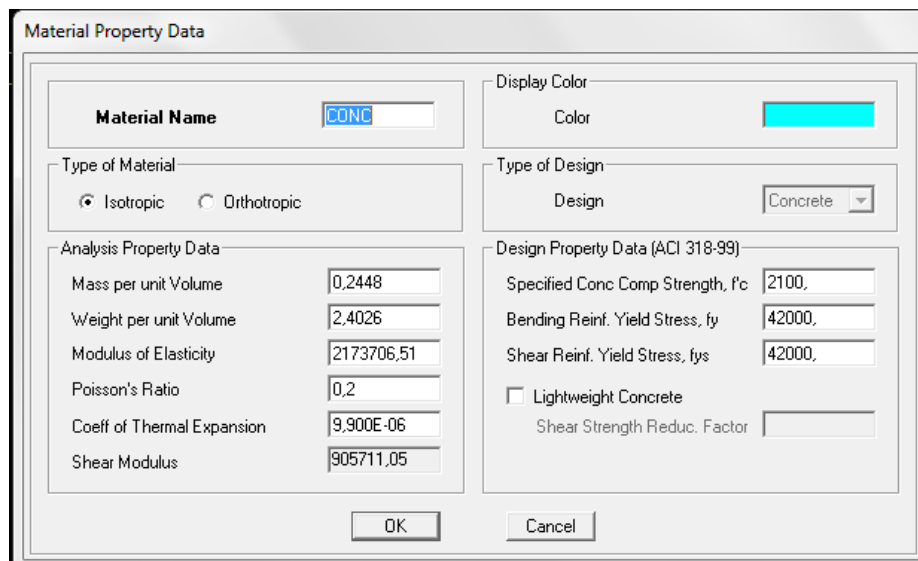 Material Property Data
Material Name CONC
Display Color
Color
Type of Material
Isotropic Orthotropic
Type of Design
Design Concrete
Analysis Property Data
Mass per unit Volume 0,2448
Weight per unit Volume 2,4026
Modulus of Elasticity 2173706,51
Poisson's Ratio 0,2
Coeff of Thermal Expansion 9,900E-06
Shear Modulus 905711,05
Design Property Data (ACI 318-99)
Specified Conc Comp Strength, f'c 2100,
Bending Reinf. Yield Stress, fy 42000,
Shear Reinf. Yield Stress, fys 42000,
Lightweight Concrete
Shear Strength Reduc. Factor
OK Cancel